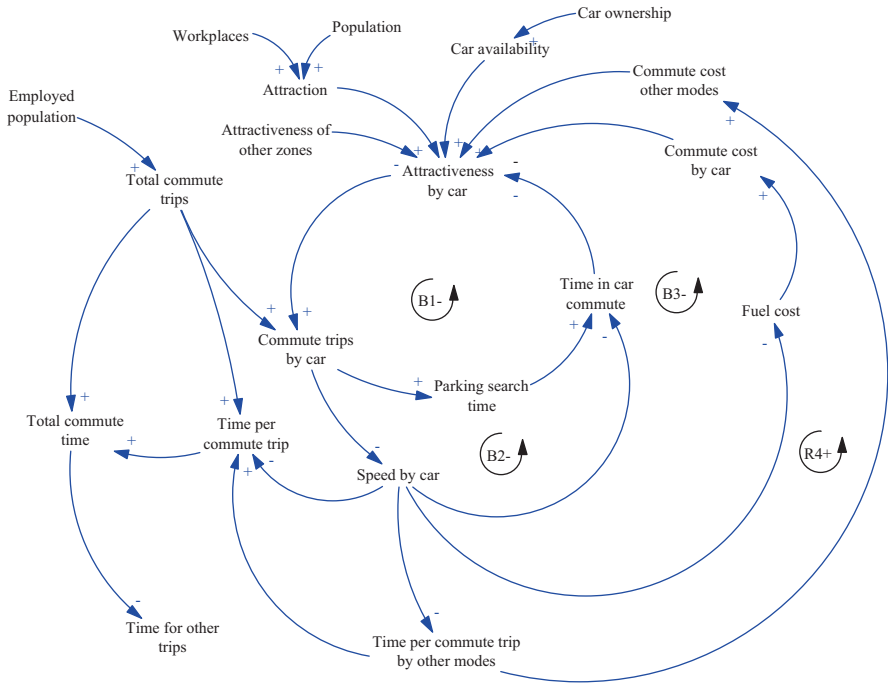 Car ownership
Population
Workplaces
+
Car availability
+
+
Attraction
Commute cost
other modes
Employed
population
+
Attractiveness of
other zones
+
+
+
Commute cost
by car
-
-
+
Total commute
trips
Attractiveness
by car
-
+
Time in car
commute
B1-
B3-
Fuel cost
+
+
Commute trips
by car
+
-
-
+
Parking search
time
+
+
Total commute
time
+
Time per
commute trip
-
B2-
R4+
+
-
Speed by car
-
Time for other
trips
-
Time per commute trip
by other modes